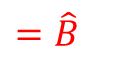 = B̂